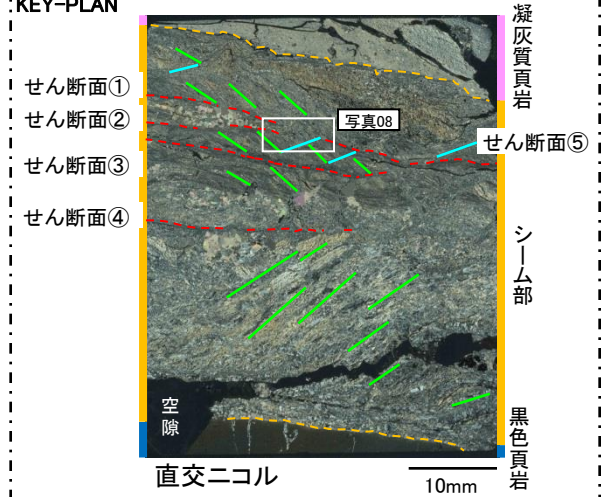 KEY-PLAN
凝灰質頁岩
せん断面①
せん断面②
写真08
せん断面⑤
せん断面③
せん断面④
シーム部
空隙
黒色頁岩
直交ニコル
10mm